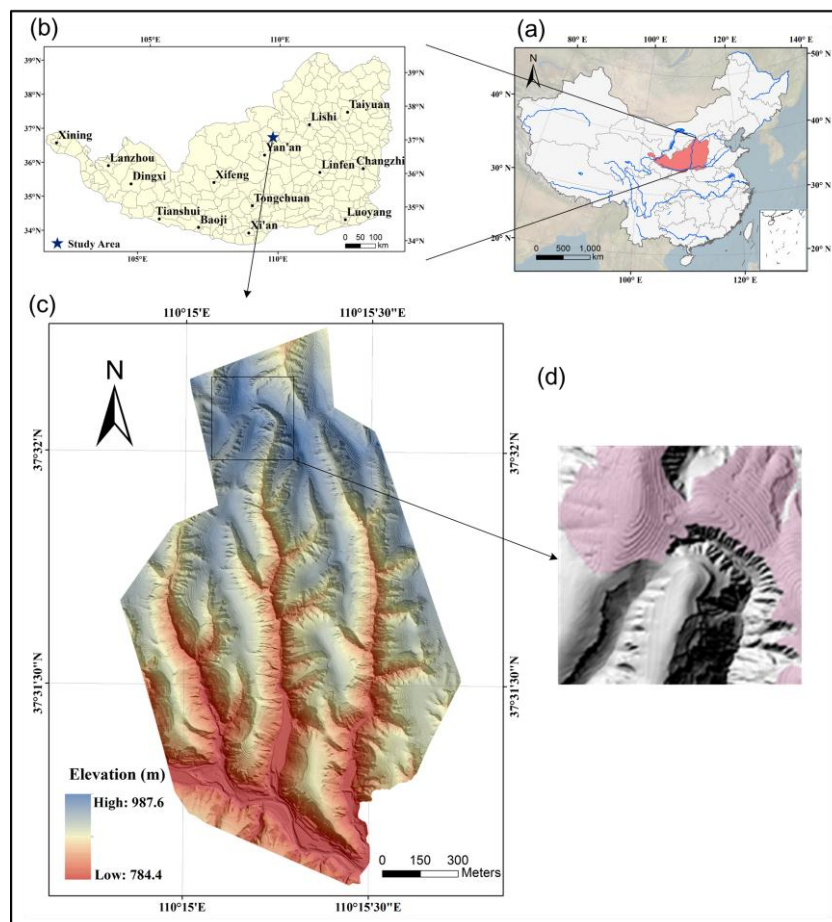 (b)
105° E
110° E
39°N
38°N
37°N
36°N
35°N
34°N
39°N
38°N
37°N
36°N
35°N
34°N
Taiyuan
Lishi
Xining
Yan'an
Lanzhou
Linfen
Changzhi
Dingxi
Xifeng
Tongchuan
Tianshui
Luoyang
Baoji
Xi'an
Study Area
0 50 100
km
105°E
110°E
(a)
80° E
100° E
120° E
140° E
N
50°N
40°N
40°N
30°N
30°N
20°N
20°N
0 500 1,000
km
100° E
120° E
(c)
110°15'E
110°15'30"E
N
37°32'N
37°32'N
37°31'30"N
37°31'30"N
Elevation (m)
High: 987.6
Low: 784.4
0 150 300
Meters
110°15'E
110°15'30"E
(d)